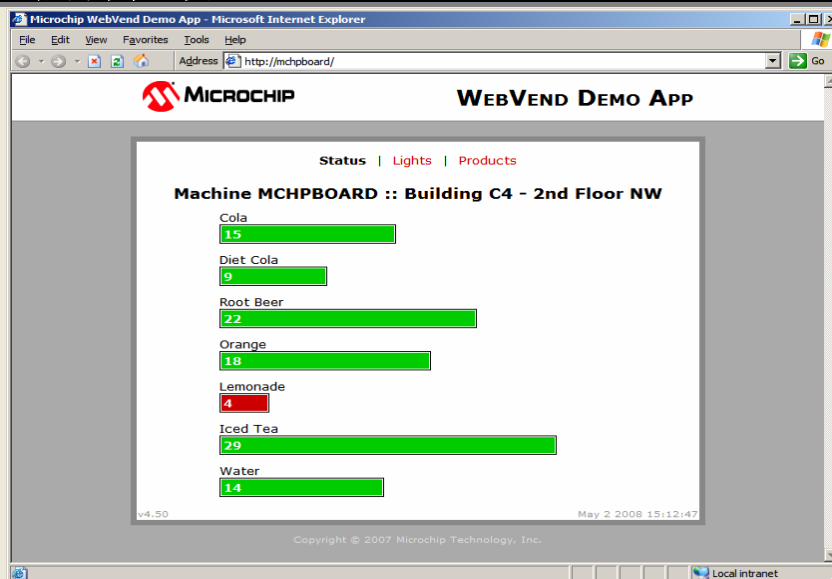 Microchip WebVend Demo App - Microsoft Internet Explorer
File Edit View Favorites Tools Help
Address http://mchpboard/ Go
MICROCHIP WEBVEND DEMO APP
Status | Lights | Products
Machine MCHPBOARD :: Building C4 - 2nd Floor NW
Cola
15
Diet Cola
9
Root Beer
22
Orange
18
Lemonade
4
Iced Tea
29
Water
14
v4.50 May 2 2008 15:12:47
Copyright © 2007 Microchip Technology, Inc.
Local intranet